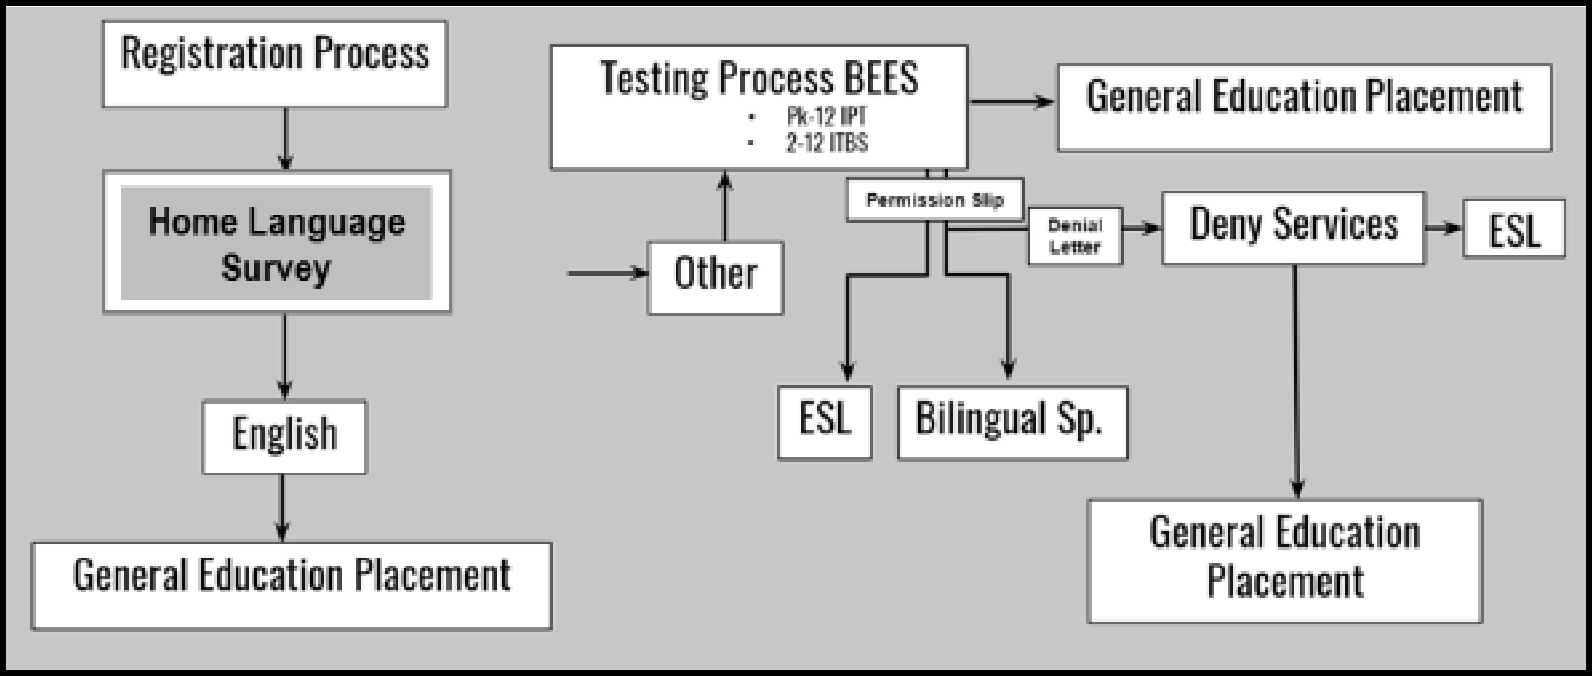 Registration Process
Home Language
Survey
English
General Education Placement
Testing Process BEES
• Pk-12 IPT
• 2-12 ITBS
General Education Placement
Other
Permission Slip
Denial
Letter
Deny Services
ESL
ESL
Bilingual Sp.
General Education
Placement